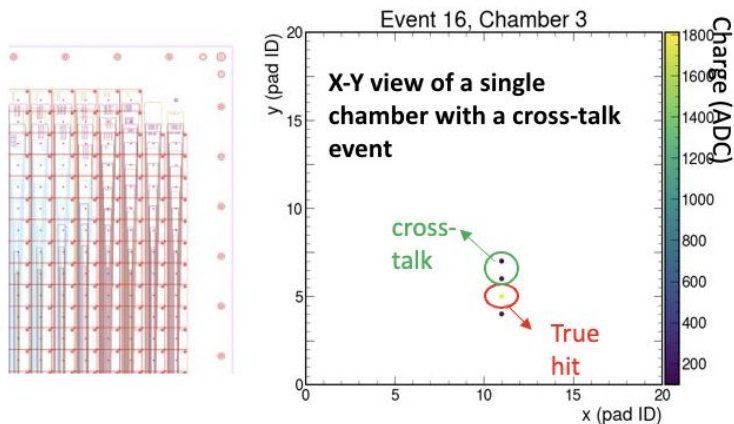 Event 16, Chamber 3
y (pad ID)
20
15
10
5
0
X-Y view of a single
chamber with a cross-talk
event
cross-
talk
True
hit
0
5
10
15
20
x (pad ID)
1800
1600
1400
1200
1000
800
600
400
200
Charge (ADC)